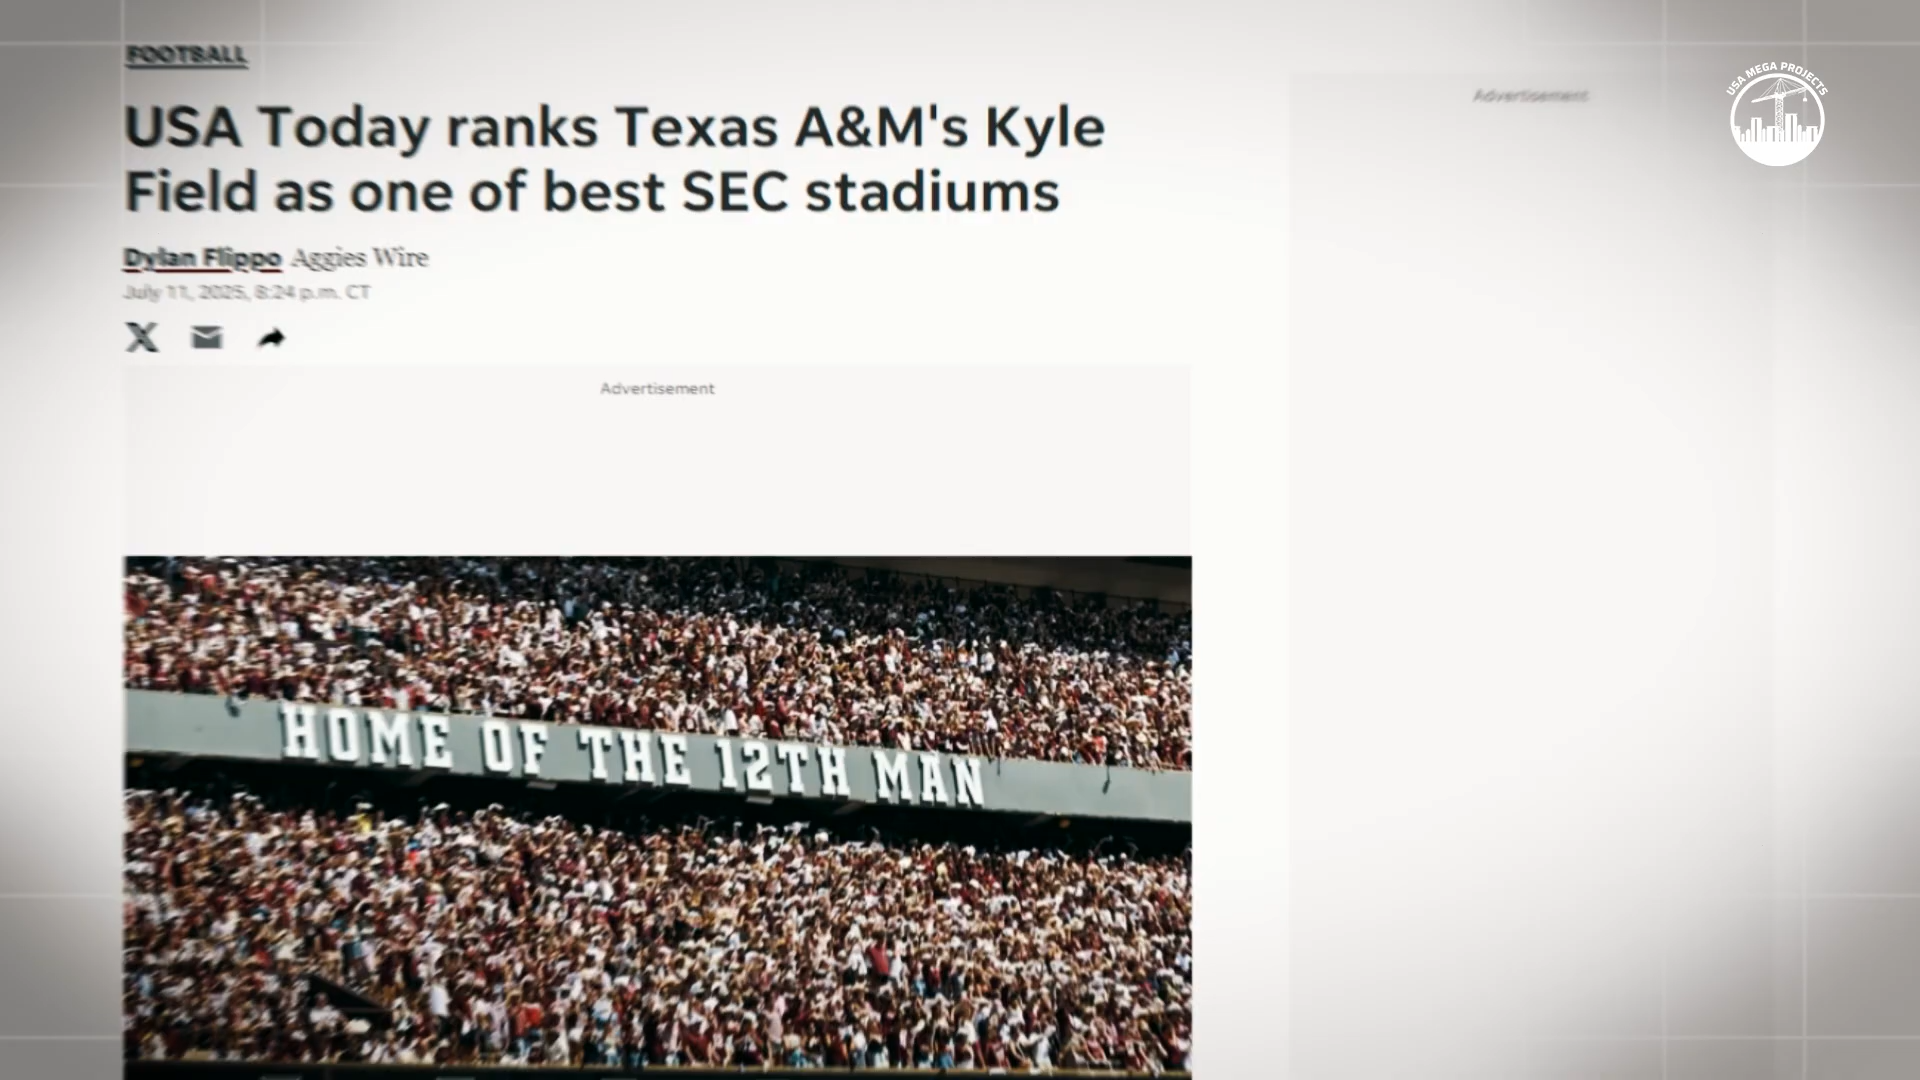 FOOTBALL
USA Today ranks Texas A&M's Kyle
Field as one of best SEC stadiums
Dylan Flippo Aggies Wire
July 11, 2025, 8:24 p.m. CT
Advertisement
Advertisement
USA MEGA PROJECTS
HOME OF THE 12TH MAN